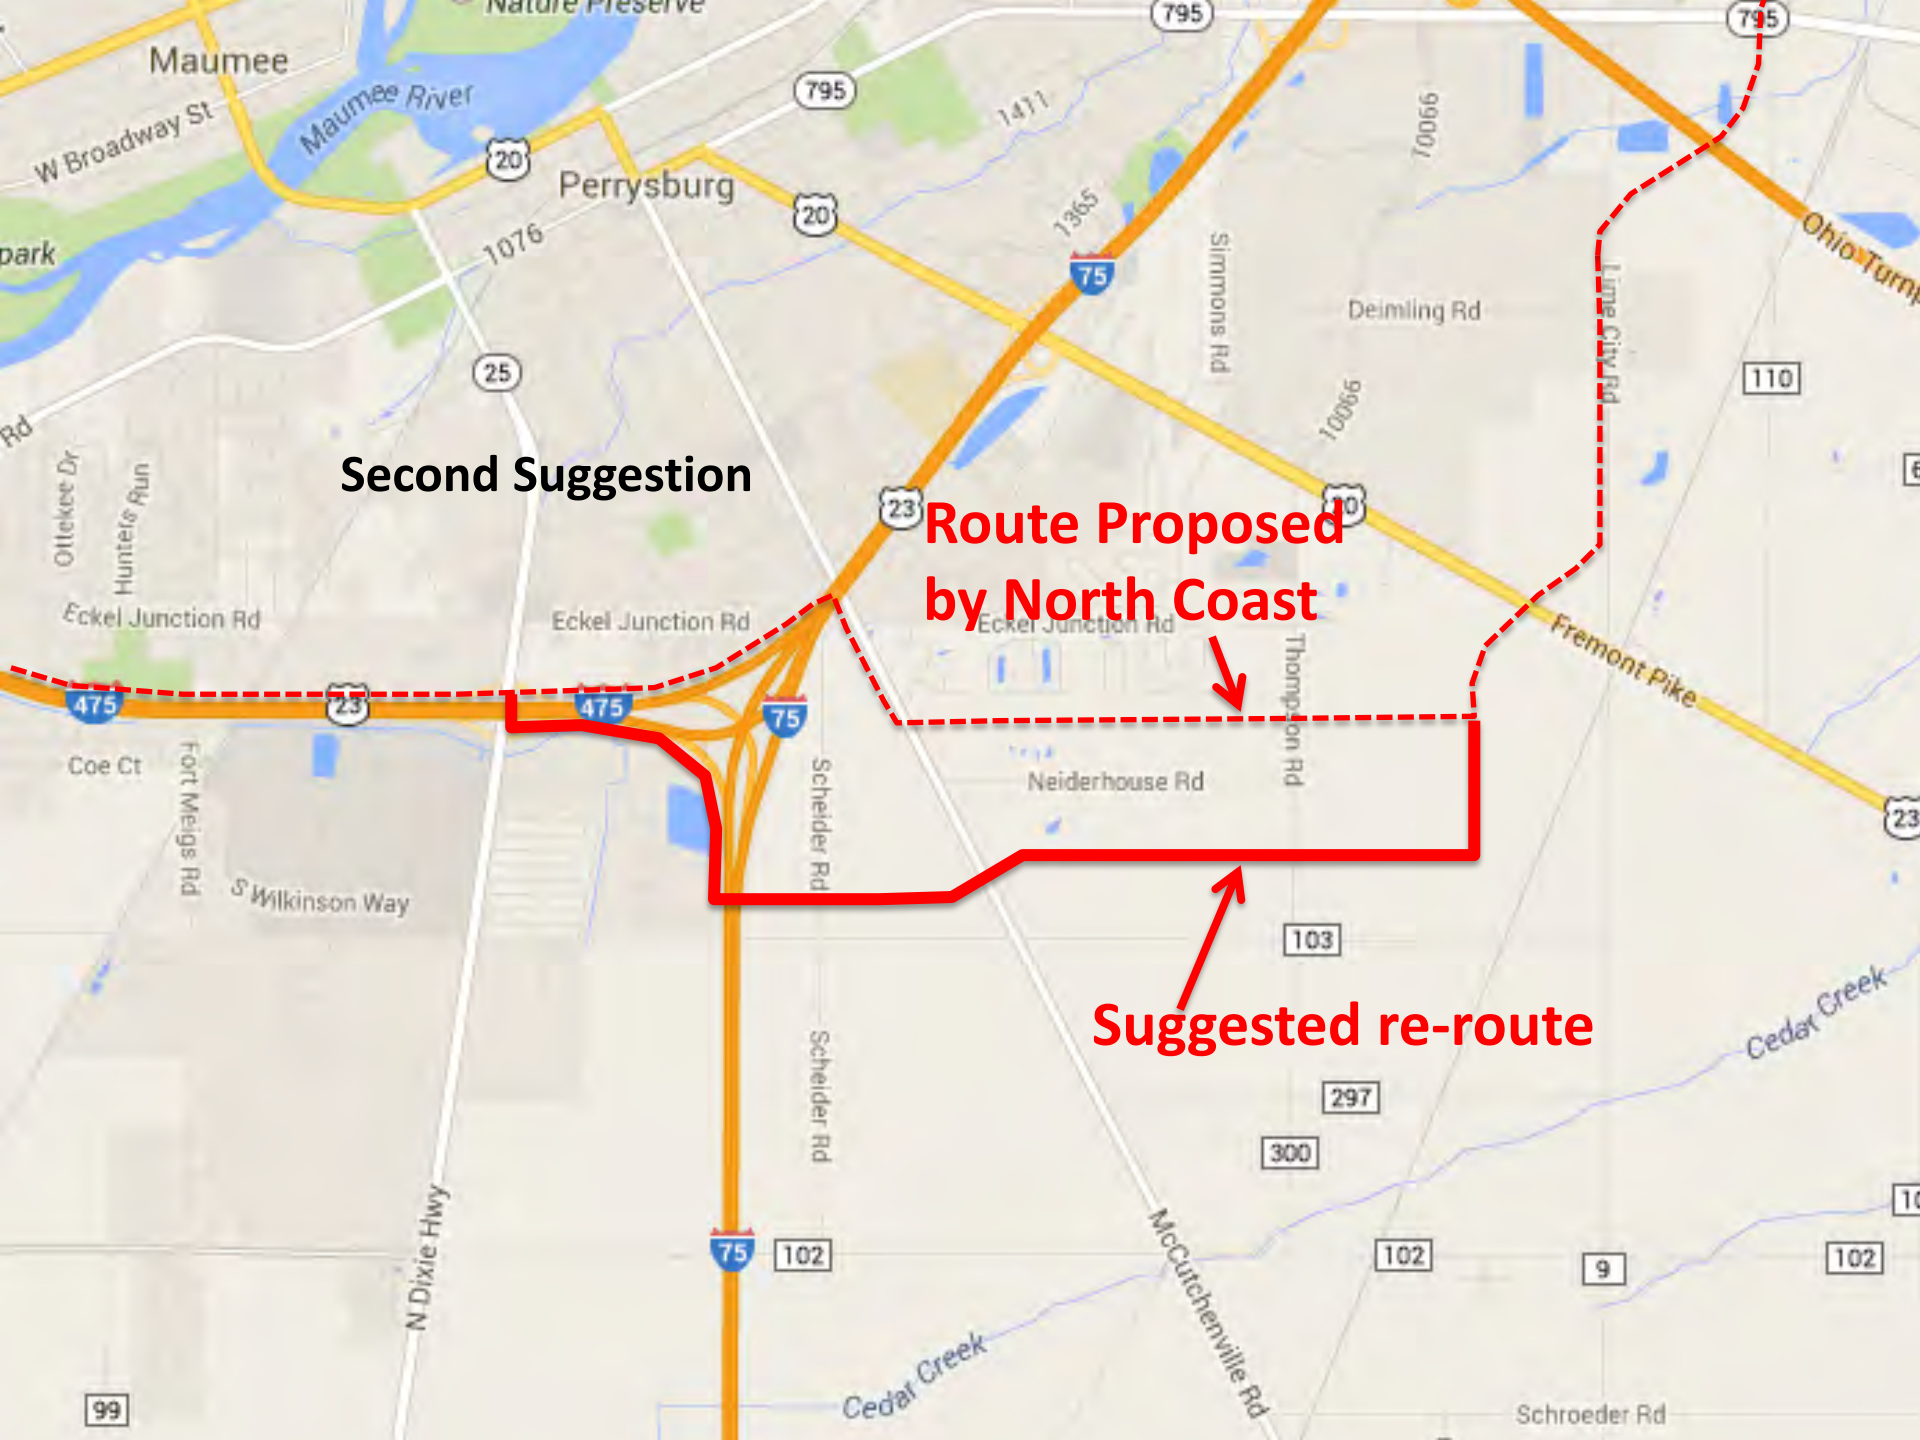 Nature Preserve
795
795
Maumee
Maumee River
795
W Broadway St
1411
10066
20
Perrysburg
20
1365
1076
park
Ohio Turnp
75
Simmons Rd
Lime City Rd
Deimling Rd
25
110
10066
Rd
Ottekee Dr
Hunters Run
Second Suggestion
23
20
Route Proposed
by North Coast
Eckel Junction Rd
Eckel Junction Rd
Eckel Junction Rd
Fremont Pike
Thompson Rd
475
23
475
75
Coe Ct
Fort Meigs Rd
Scheider Rd
Neiderhouse Rd
23
S Wilkinson Way
103
Suggested re-route
Cedar Creek
Scheider Rd
297
300
N Dixie Hwy
McCutchenville Rd
75
102
102
9
102
10
Cedar Creek
99
Schroeder Rd